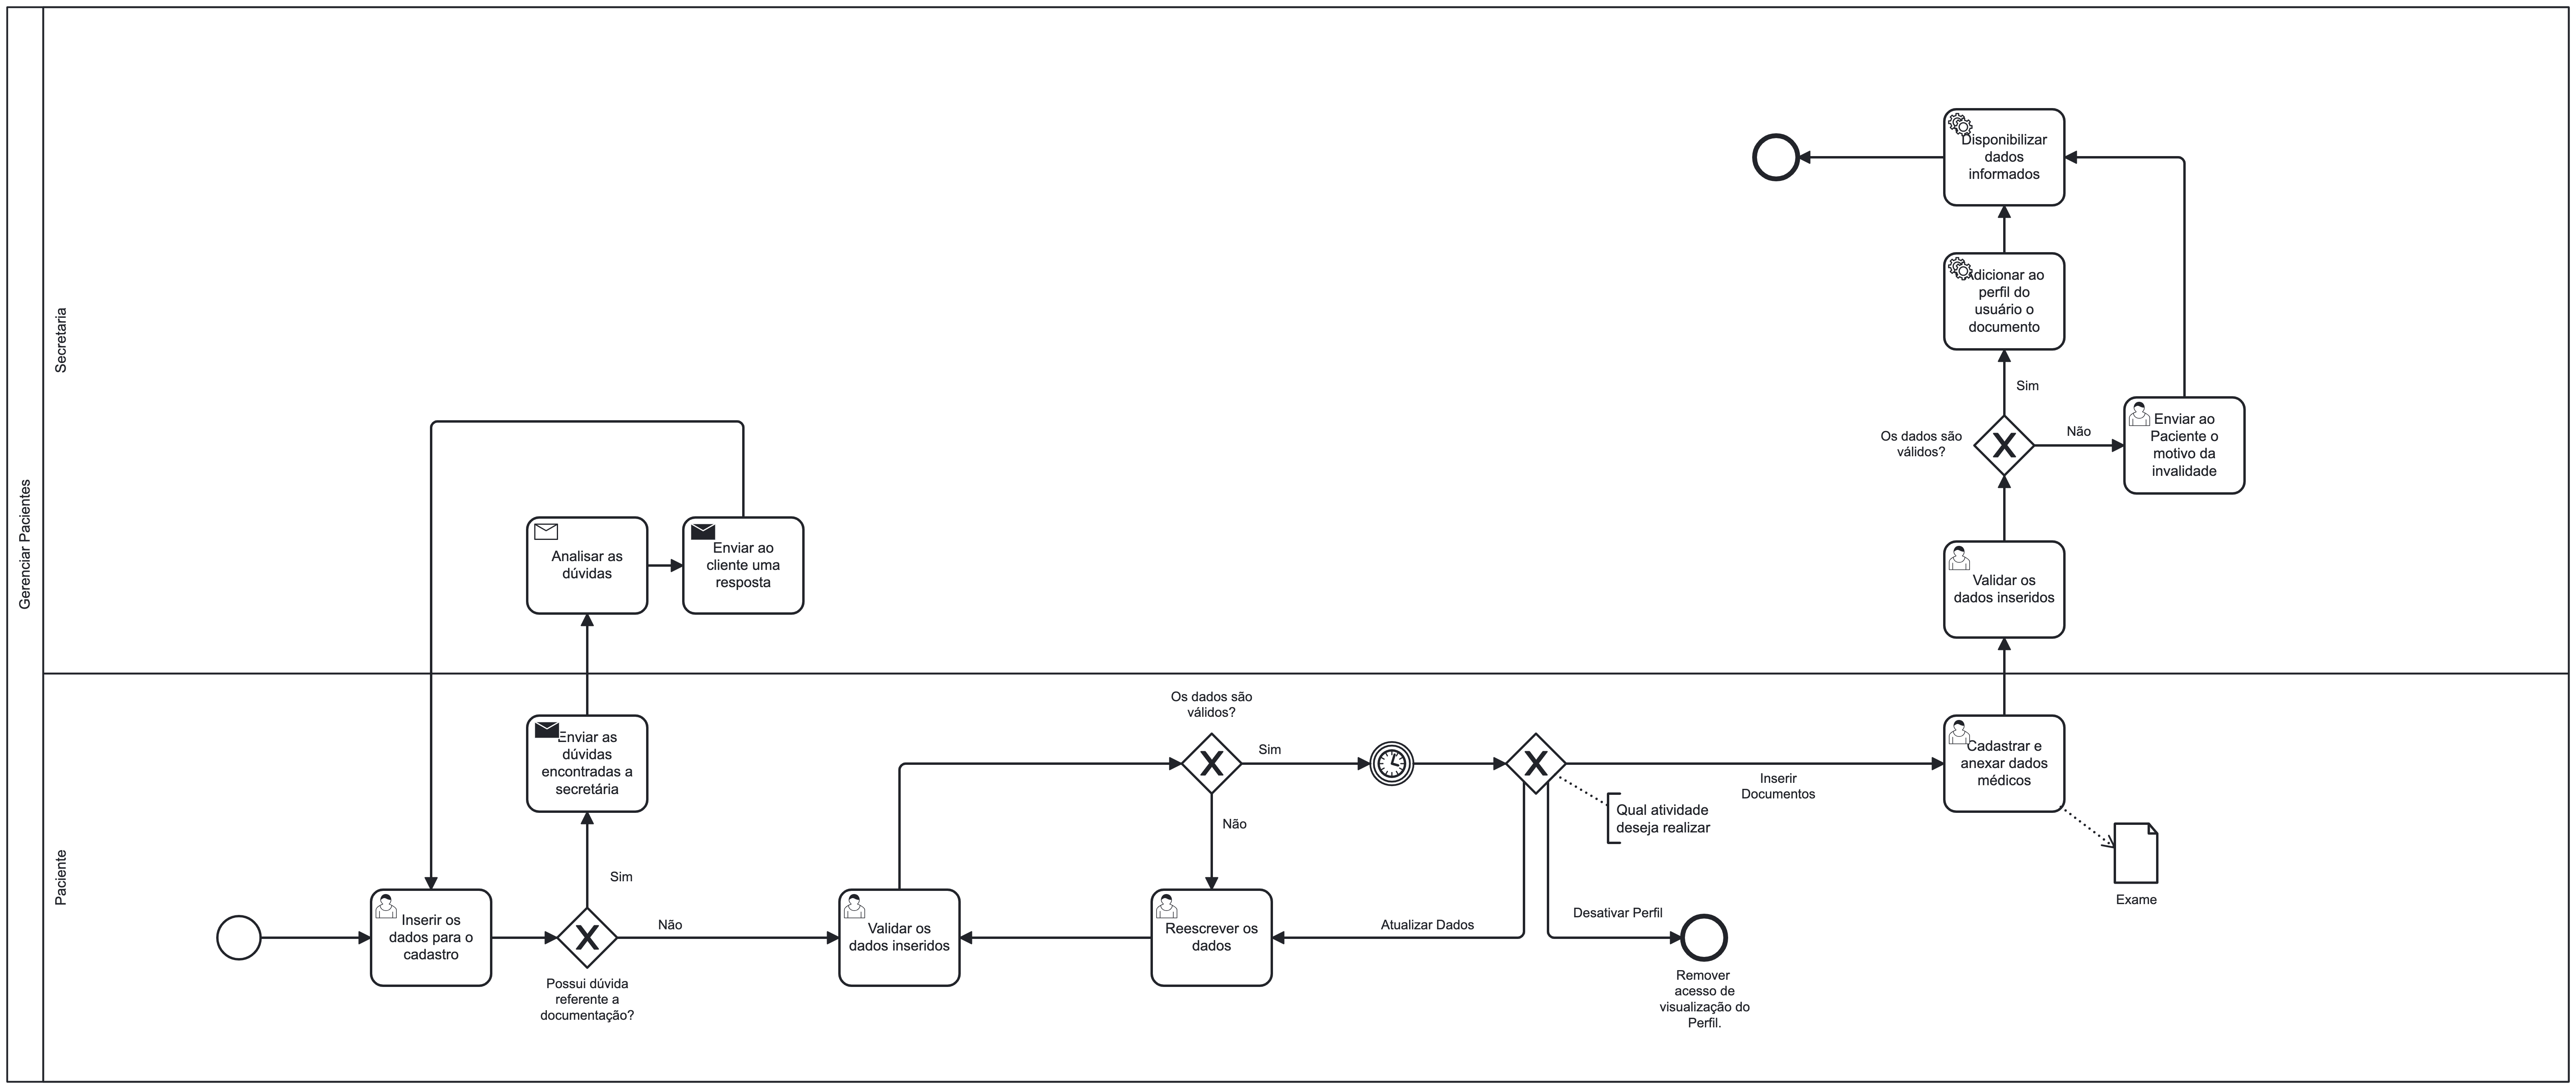 Gerenciar Pacientes
Secretaria
Disponibilizar
dados
informados
Adicionar ao
perfil do
usuário o
documento
Sim
Os dados são
válidos?
Não
Enviar ao
Paciente o
motivo da
invalidade
Analisar as
dúvidas
Enviar ao
cliente uma
resposta
Validar os
dados inseridos
Paciente
Enviar as
dúvidas
encontradas a
secretária
Os dados são
válidos?
Sim
Não
Inserir
Documentos
Qual atividade
deseja realizar
Cadastrar e
anexar dados
médicos
Exame
Sim
Inserir os
dados para o
cadastro
Não
Possui dúvida
referente a
documentação?
Validar os
dados inseridos
Reescrever os
dados
Atualizar Dados
Desativar Perfil
Remover
acesso de
visualização do
Perfil.